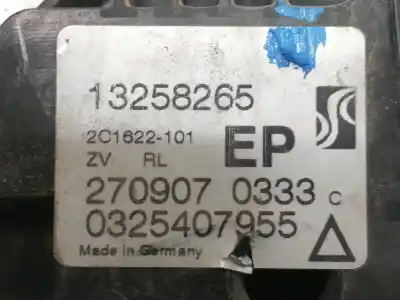 13258265
2C1622-101
EP
ZV RL
270907 0333 C
0325407955
Made in Germany